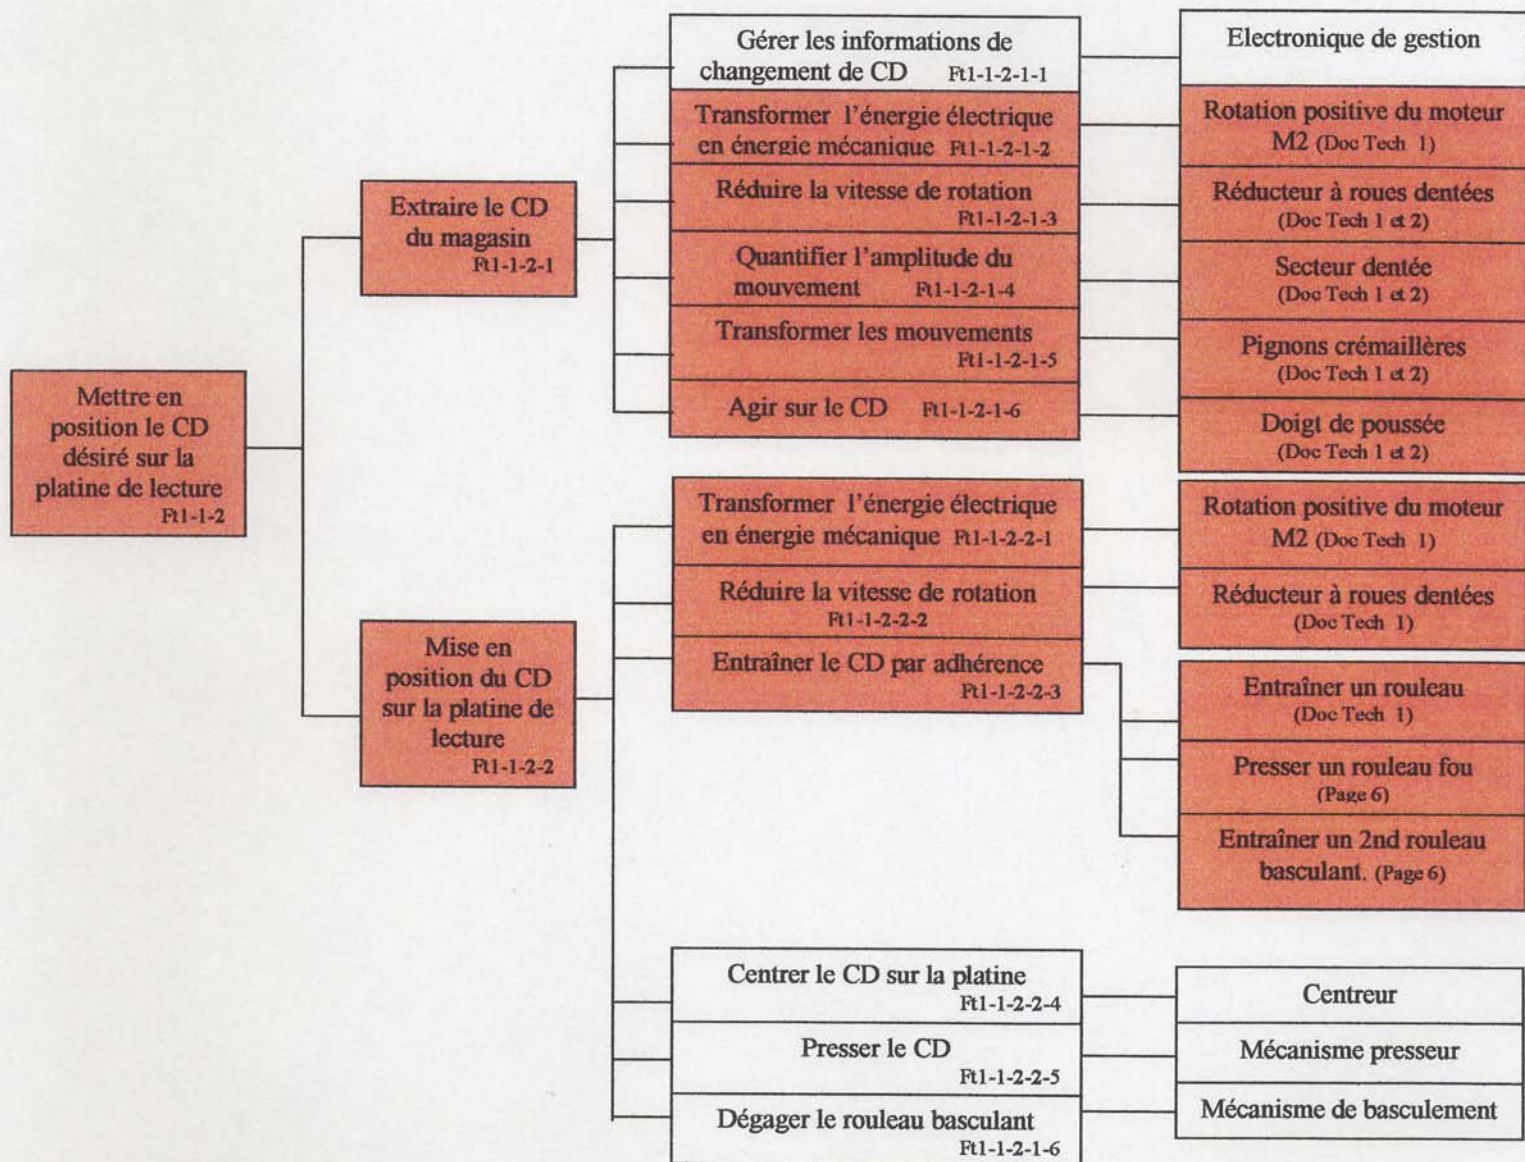 Mettre en
position le CD
désiré sur la
platine de lecture
Ft1-1-2
Extraire le CD
du magasin
Ft1-1-2-1
Gérer les informations de
changement de CD Ft1-1-2-1-1
Electronique de gestion
Transformer l'énergie électrique
en énergie mécanique Ft1-1-2-1-2
Rotation positive du moteur
M2 (Doc Tech 1)
Réduire la vitesse de rotation
Ft1-1-2-1-3
Réducteur à roues dentées
(Doc Tech 1 et 2)
Quantifier l'amplitude du
mouvement Ft1-1-2-1-4
Secteur dentée
(Doc Tech 1 et 2)
Transformer les mouvements
Ft1-1-2-1-5
Pignons crémaillères
(Doc Tech 1 et 2)
Agir sur le CD Ft1-1-2-1-6
Doigt de poussée
(Doc Tech 1 et 2)
Mise en
position du CD
sur la platine de
lecture
Ft1-1-2-2
Transformer l'énergie électrique
en énergie mécanique Ft1-1-2-2-1
Rotation positive du moteur
M2 (Doc Tech 1)
Réduire la vitesse de rotation
Ft1-1-2-2-2
Réducteur à roues dentées
(Doc Tech 1)
Entraîner le CD par adhérence
Ft1-1-2-2-3
Entraîner un rouleau
(Doc Tech 1)
Presser un rouleau fou
(Page 6)
Entraîner un 2nd rouleau
basculant. (Page 6)
Centrer le CD sur la platine
Ft1-1-2-2-4
Centreur
Presser le CD
Ft1-1-2-2-5
Mécanisme presseur
Dégager le rouleau basculant
Ft1-1-2-1-6
Mécanisme de basculement